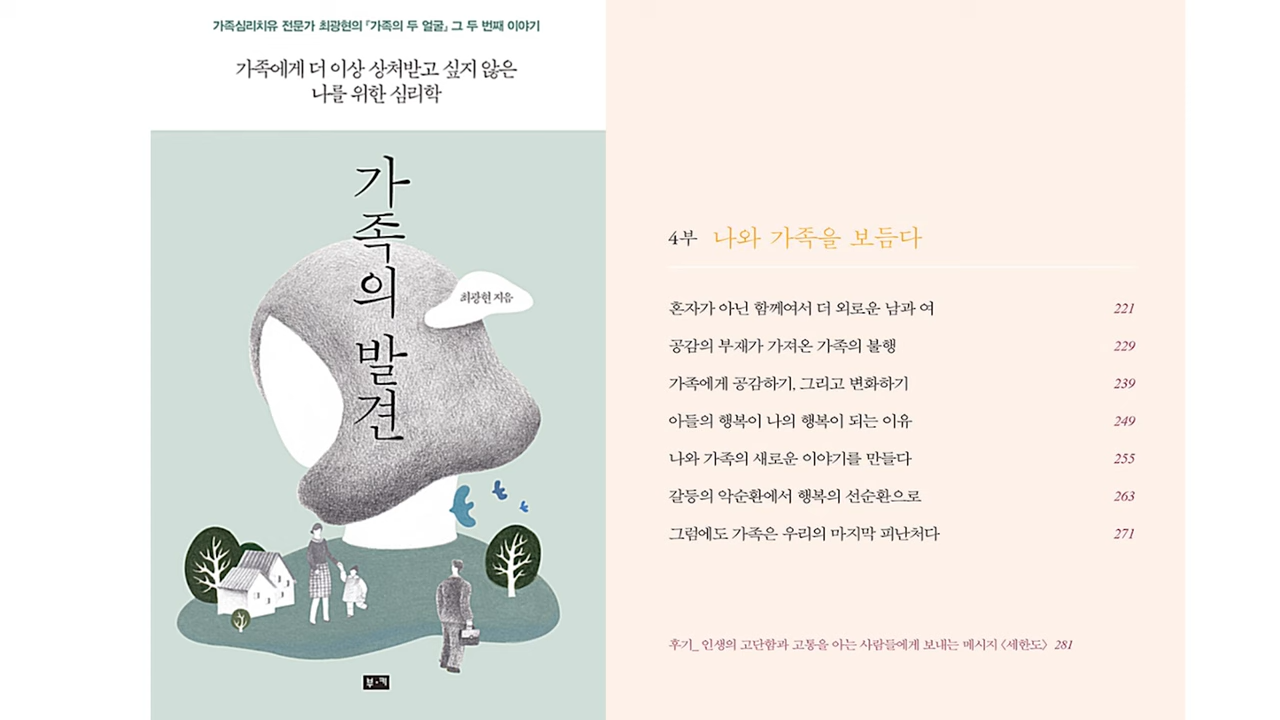 가족심리치유 전문가 최광현의 『가족의 두 얼굴』 그 두 번째 이야기
가족에게 더 이상 상처받고 싶지 않은
나를 위한 심리학
가족의 발견
최광현 지음
부·키
4부 나와 가족을 보듬다
혼자가 아닌 함께여서 더 외로운 남과 여 221
공감의 부재가 가져온 가족의 불행 229
가족에게 공감하기, 그리고 변화하기 239
아들의 행복이 나의 행복이 되는 이유 249
나와 가족의 새로운 이야기를 만들다 255
갈등의 악순환에서 행복의 선순환으로 263
그럼에도 가족은 우리의 마지막 피난처다 271
후기_ 인생의 고단함과 고통을 아는 사람들에게 보내는 메시지 〈세한도〉 281